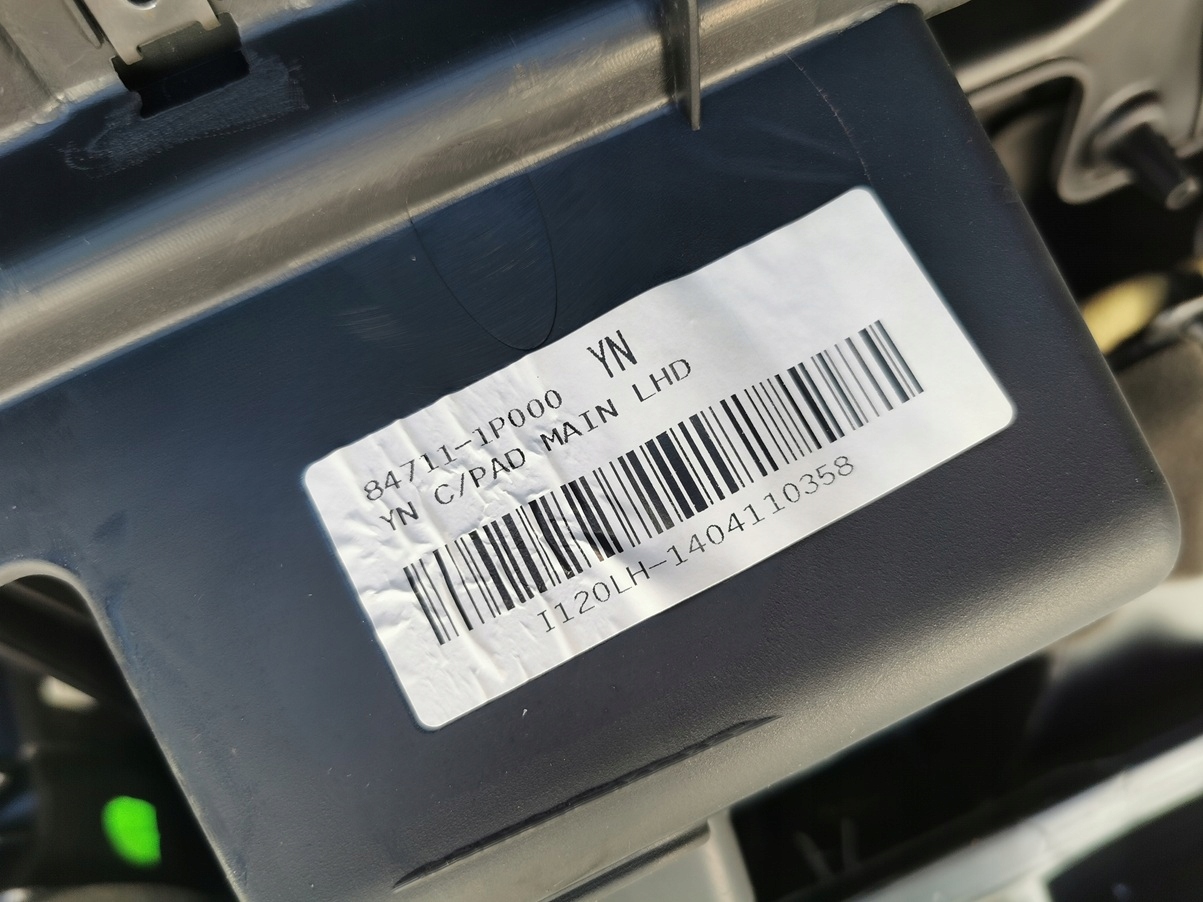 YN
84711-1P000
YN C/PAD MAIN LHD
I120LH-1404110358